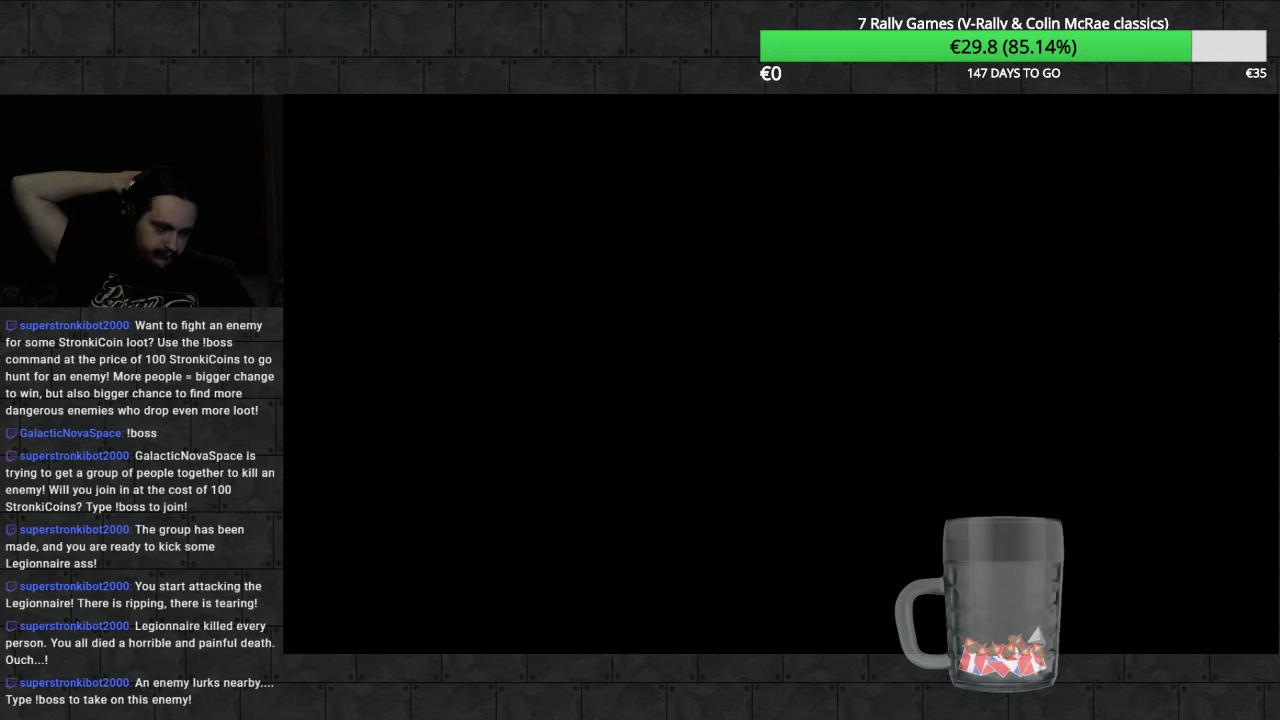 7 Rally Games (V-Rally & Colin McRae classics)
€29.8 (85.14%)
€0
147 DAYS TO GO
€35
superstronkibot2000: Want to fight an enemy
for some StronkiCoin loot? Use the !boss
command at the price of 100 StronkiCoins to go
hunt for an enemy! More people = bigger change
to win, but also bigger chance to find more
dangerous enemies who drop even more loot!
GalacticNovaSpace: !boss
superstronkibot2000: GalacticNovaSpace is
trying to get a group of people together to kill an
enemy! Will you join in at the cost of 100
StronkiCoins? Type !boss to join!
superstronkibot2000: The group has been
made, and you are ready to kick some
Legionnaire ass!
superstronkibot2000: You start attacking the
Legionnaire! There is ripping, there is tearing!
superstronkibot2000: Legionnaire killed every
person. You all died a horrible and painful death.
Ouch...!
superstronkibot2000: An enemy lurks nearby....
Type !boss to take on this enemy!